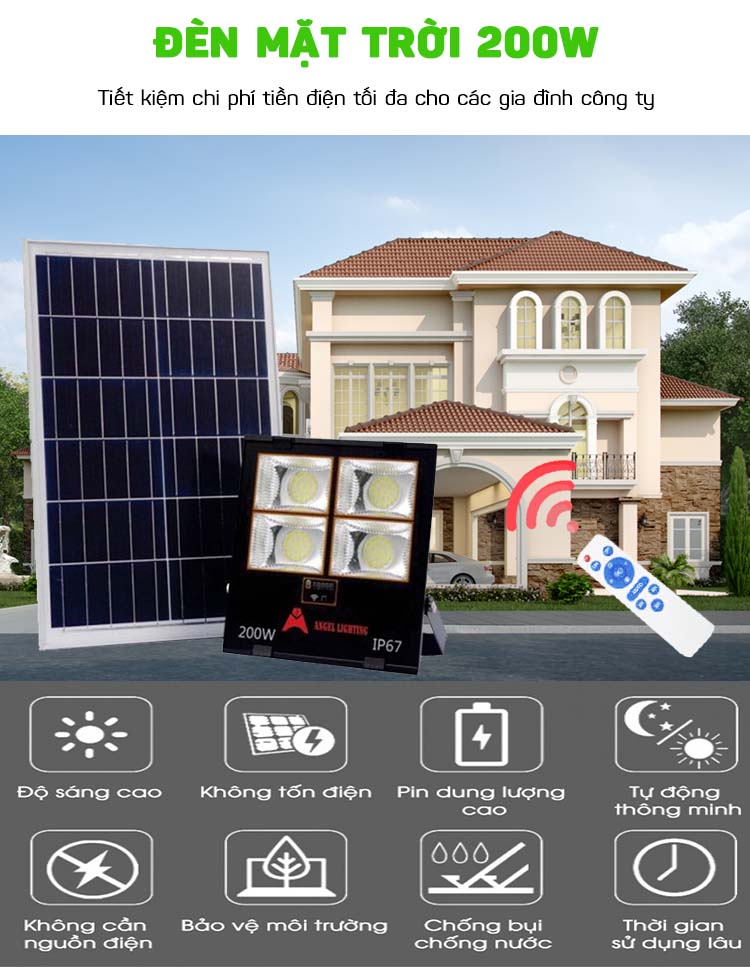 ĐÈN MẶT TRỜI 200W
Tiết kiệm chi phí tiền điện tối đa cho các gia đình công ty
200W
ANGEL LIGHTING
IP67
Độ sáng cao
Không tốn điện
Pin dung lượng
cao
Tự động
thông minh
Không cần
nguồn điện
Bảo vệ môi trường
Chống bụi
chống nước
Thời gian
sử dụng lâu